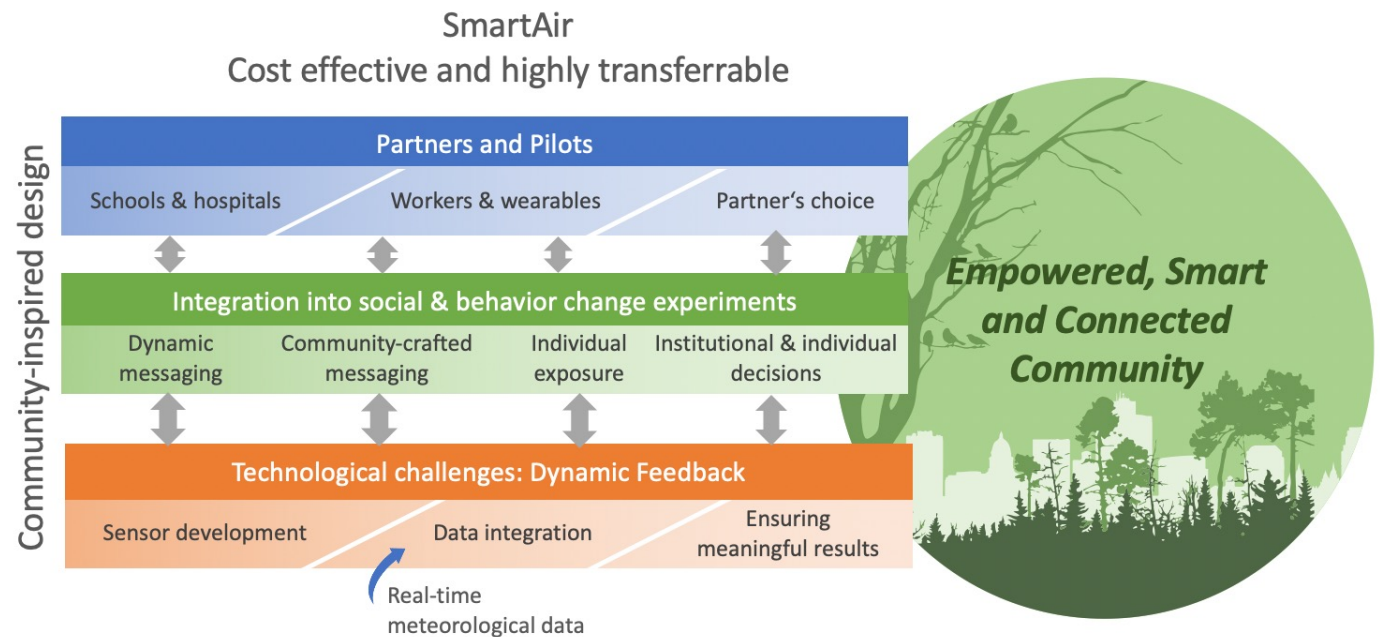 SmartAir
Cost effective and highly transferrable
Community-inspired design
Partners and Pilots
Schools & hospitals
Workers & wearables
Partner‘s choice
Integration into social & behavior change experiments
Dynamic
messaging
Community-crafted
messaging
Individual
exposure
Institutional & individual
decisions
Technological challenges: Dynamic Feedback
Sensor development
Data integration
Ensuring
meaningful results
Real-time
meteorological data
Empowered, Smart
and Connected
Community